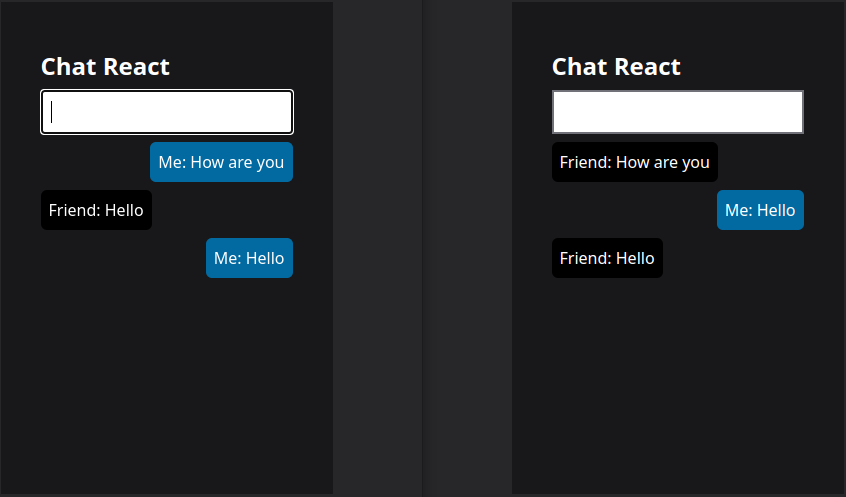 Chat React
Me: How are you
Friend: Hello
Me: Hello
Chat React
Friend: How are you
Me: Hello
Friend: Hello